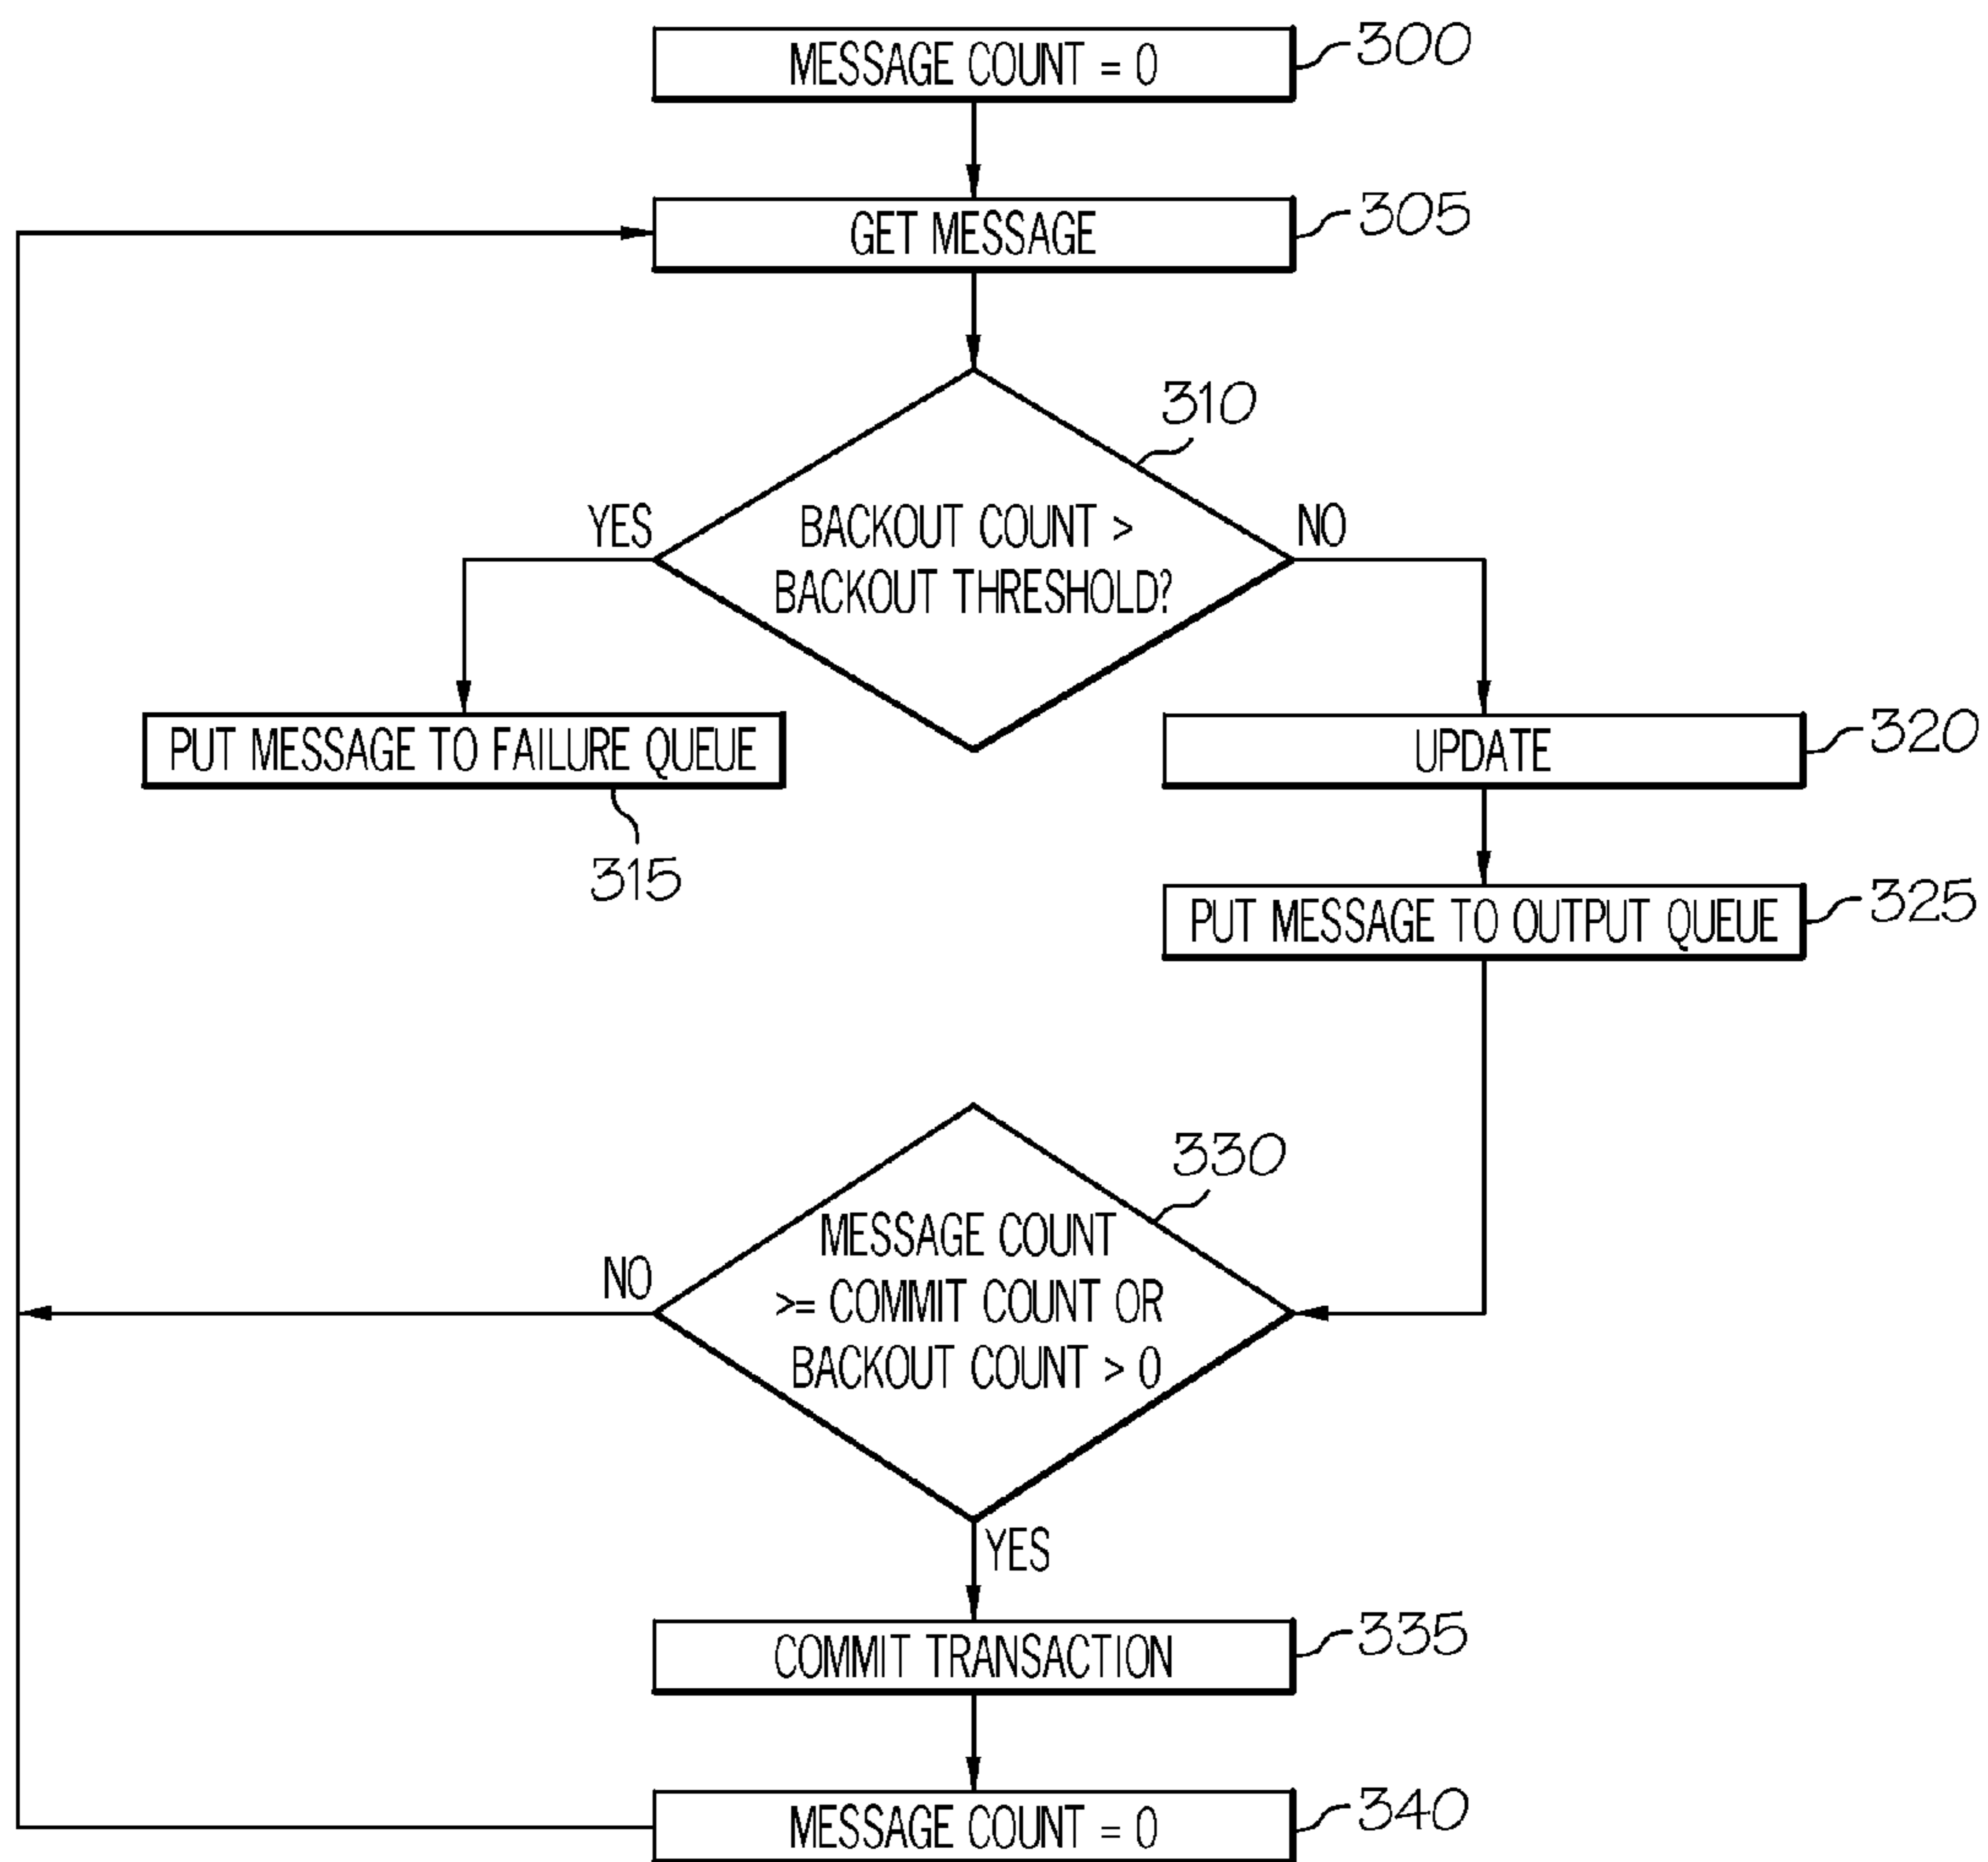 MESSAGE COUNT = 0
300
GET MESSAGE
305
310
YES
BACKOUT COUNT >
BACKOUT THRESHOLD?
NO
PUT MESSAGE TO FAILURE QUEUE
315
UPDATE
320
PUT MESSAGE TO OUTPUT QUEUE
325
330
NO
MESSAGE COUNT
>= COMMIT COUNT OR
BACKOUT COUNT > 0
YES
COMMIT TRANSACTION
335
MESSAGE COUNT = 0
340